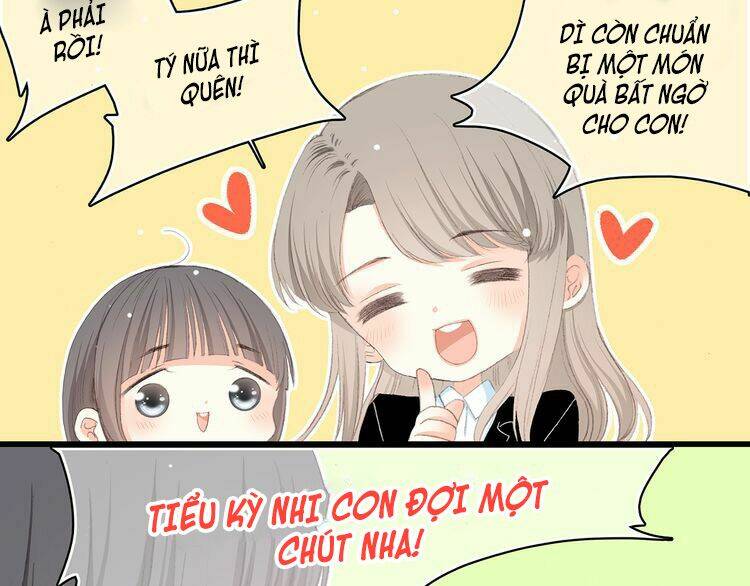 À PHẢI
RỒI!
TÝ NỮA THÌ
QUÊN!
DÌ CÒN CHUẨN
BỊ MỘT MÓN
QUÀ BẤT NGỜ
CHO CON!
TIỂU KỲ NHI CON ĐỢI MỘT
CHÚT NHA!